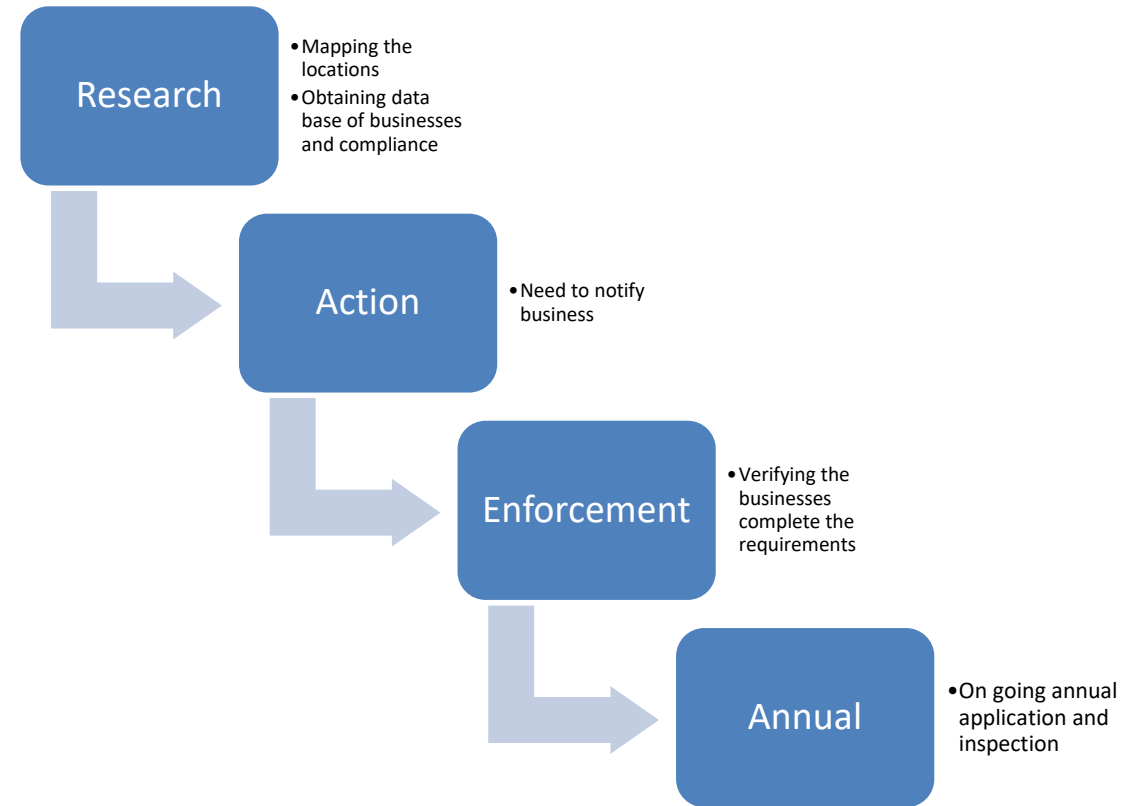 Research
•Mapping the
locations
•Obtaining data
base of businesses
and compliance
Action
•Need to notify
business
Enforcement
•Verifying the
businesses
complete the
requirements
Annual
•On going annual
application and
inspection